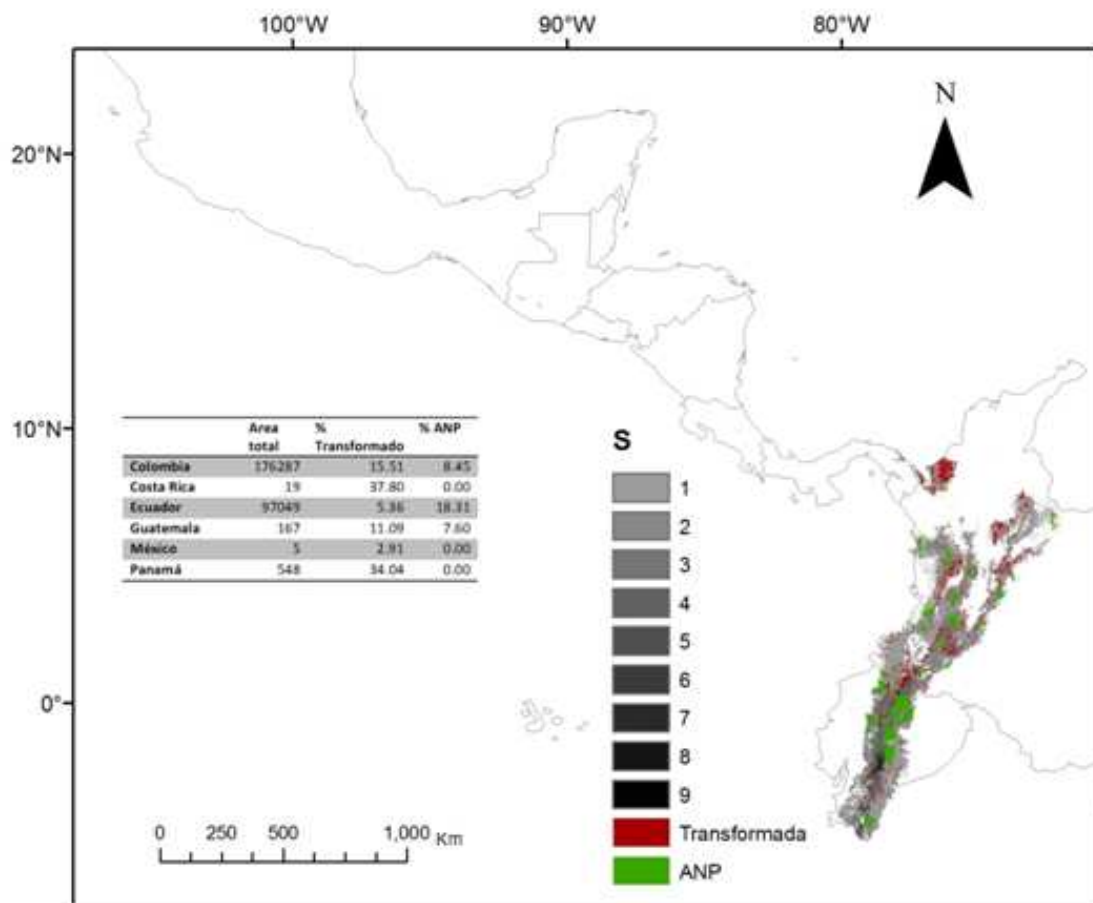 100°W 90°W 80°W
N
20°N
10°N
0°
Area % % ANP
total Transformado
Colombia 176287 15.51 8.45
Costa Rica 19 37.80 0.00
Ecuador 97049 5.36 18.31
Guatemala 167 11.09 7.60
México 5 2.91 0.00
Panamá 548 34.04 0.00
S
1
2
3
4
5
6
7
8
9
Transformada
ANP
0 250 500 1,000 Km